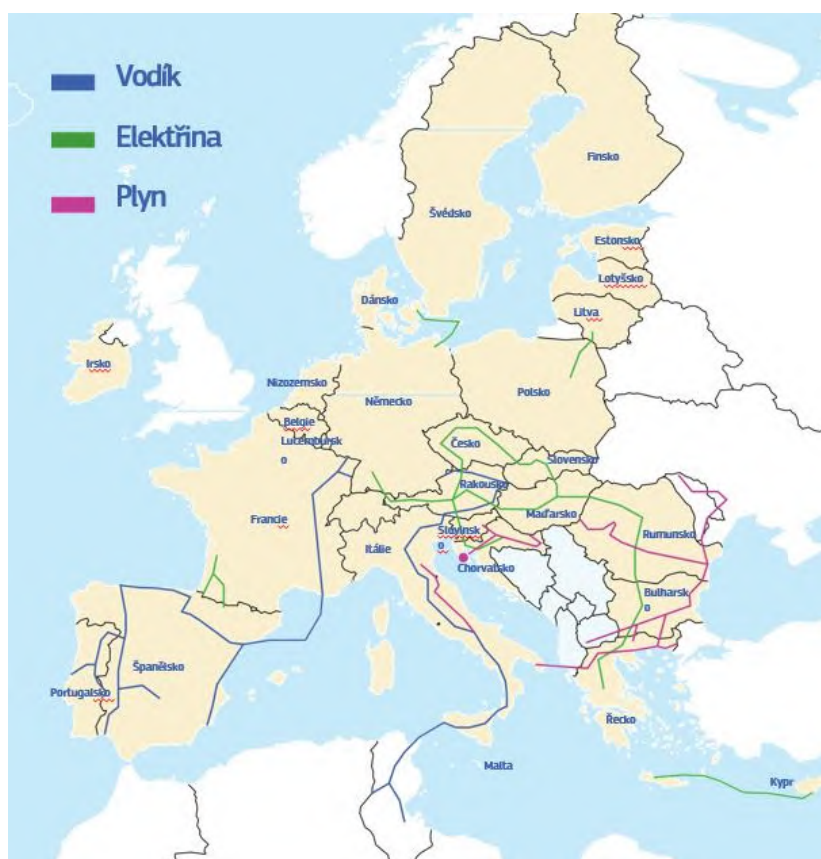 Vodík
Elektřina
Plyn
Finsko
Švédsko
Estonsko
Lotyšsko
Dánsko
Litva
Irsko
Nizozemsko
Německo
Polsko
Belgie
Lucembursk
o
Česko
Slovensko
Rakousko
Francie
Maďarsko
Slovinsk
o
Rumunsko
Itálie
Chorvatsko
Bulharsk
o
Španělsko
Portugalsko
Řecko
Malta
Kypr